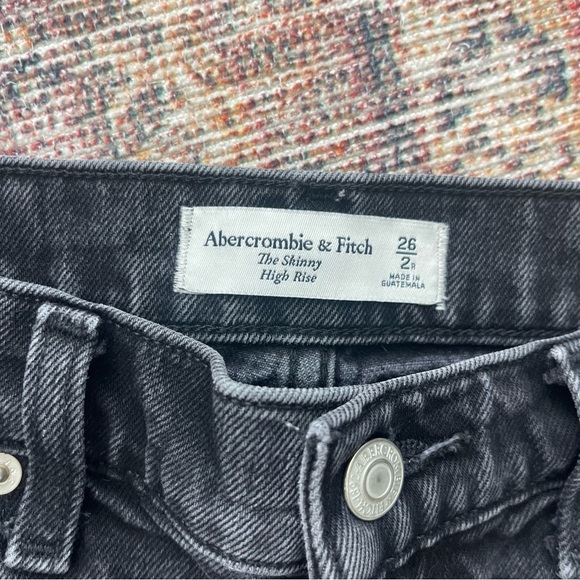 Abercrombie & Fitch
The Skinny
High Rise
26
2R
MADE IN
GUATEMALA